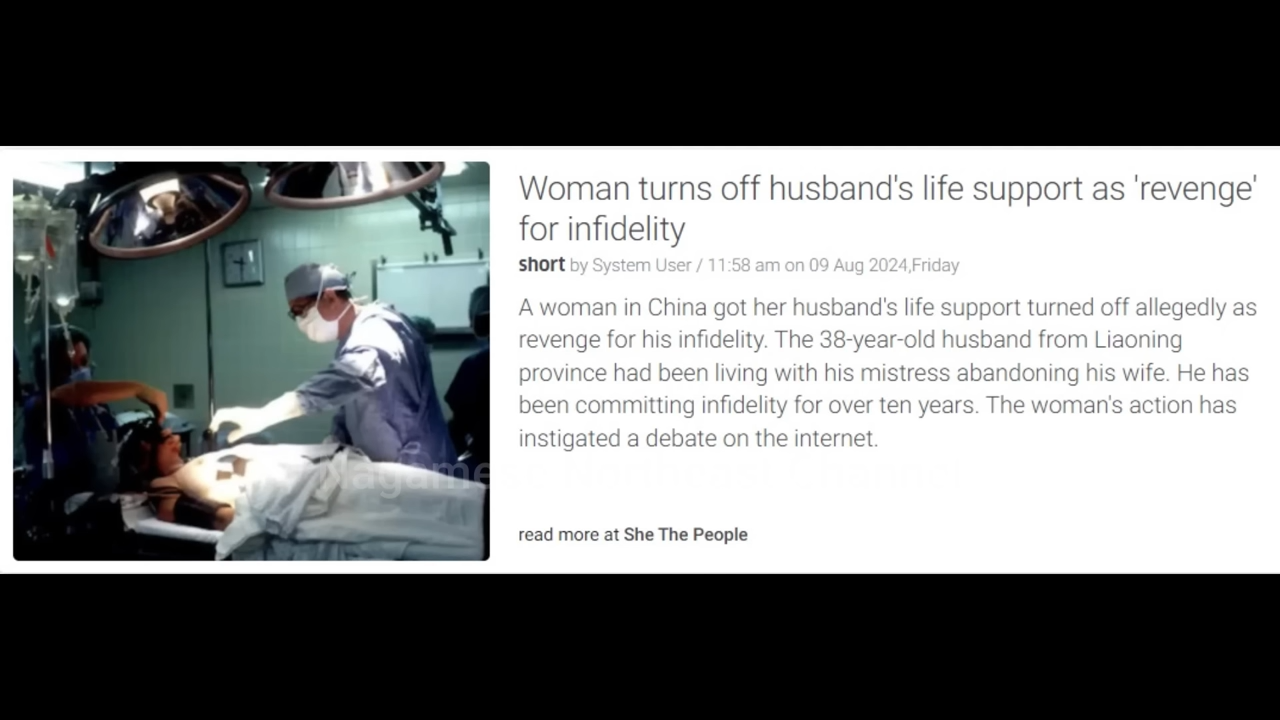 Woman turns off husband's life support as 'revenge'
for infidelity
short by System User / 11:58 am on 09 Aug 2024,Friday
A woman in China got her husband's life support turned off allegedly as
revenge for his infidelity. The 38-year-old husband from Liaoning
province had been living with his mistress abandoning his wife. He has
been committing infidelity for over ten years. The woman's action has
instigated a debate on the internet.
read more at She The People